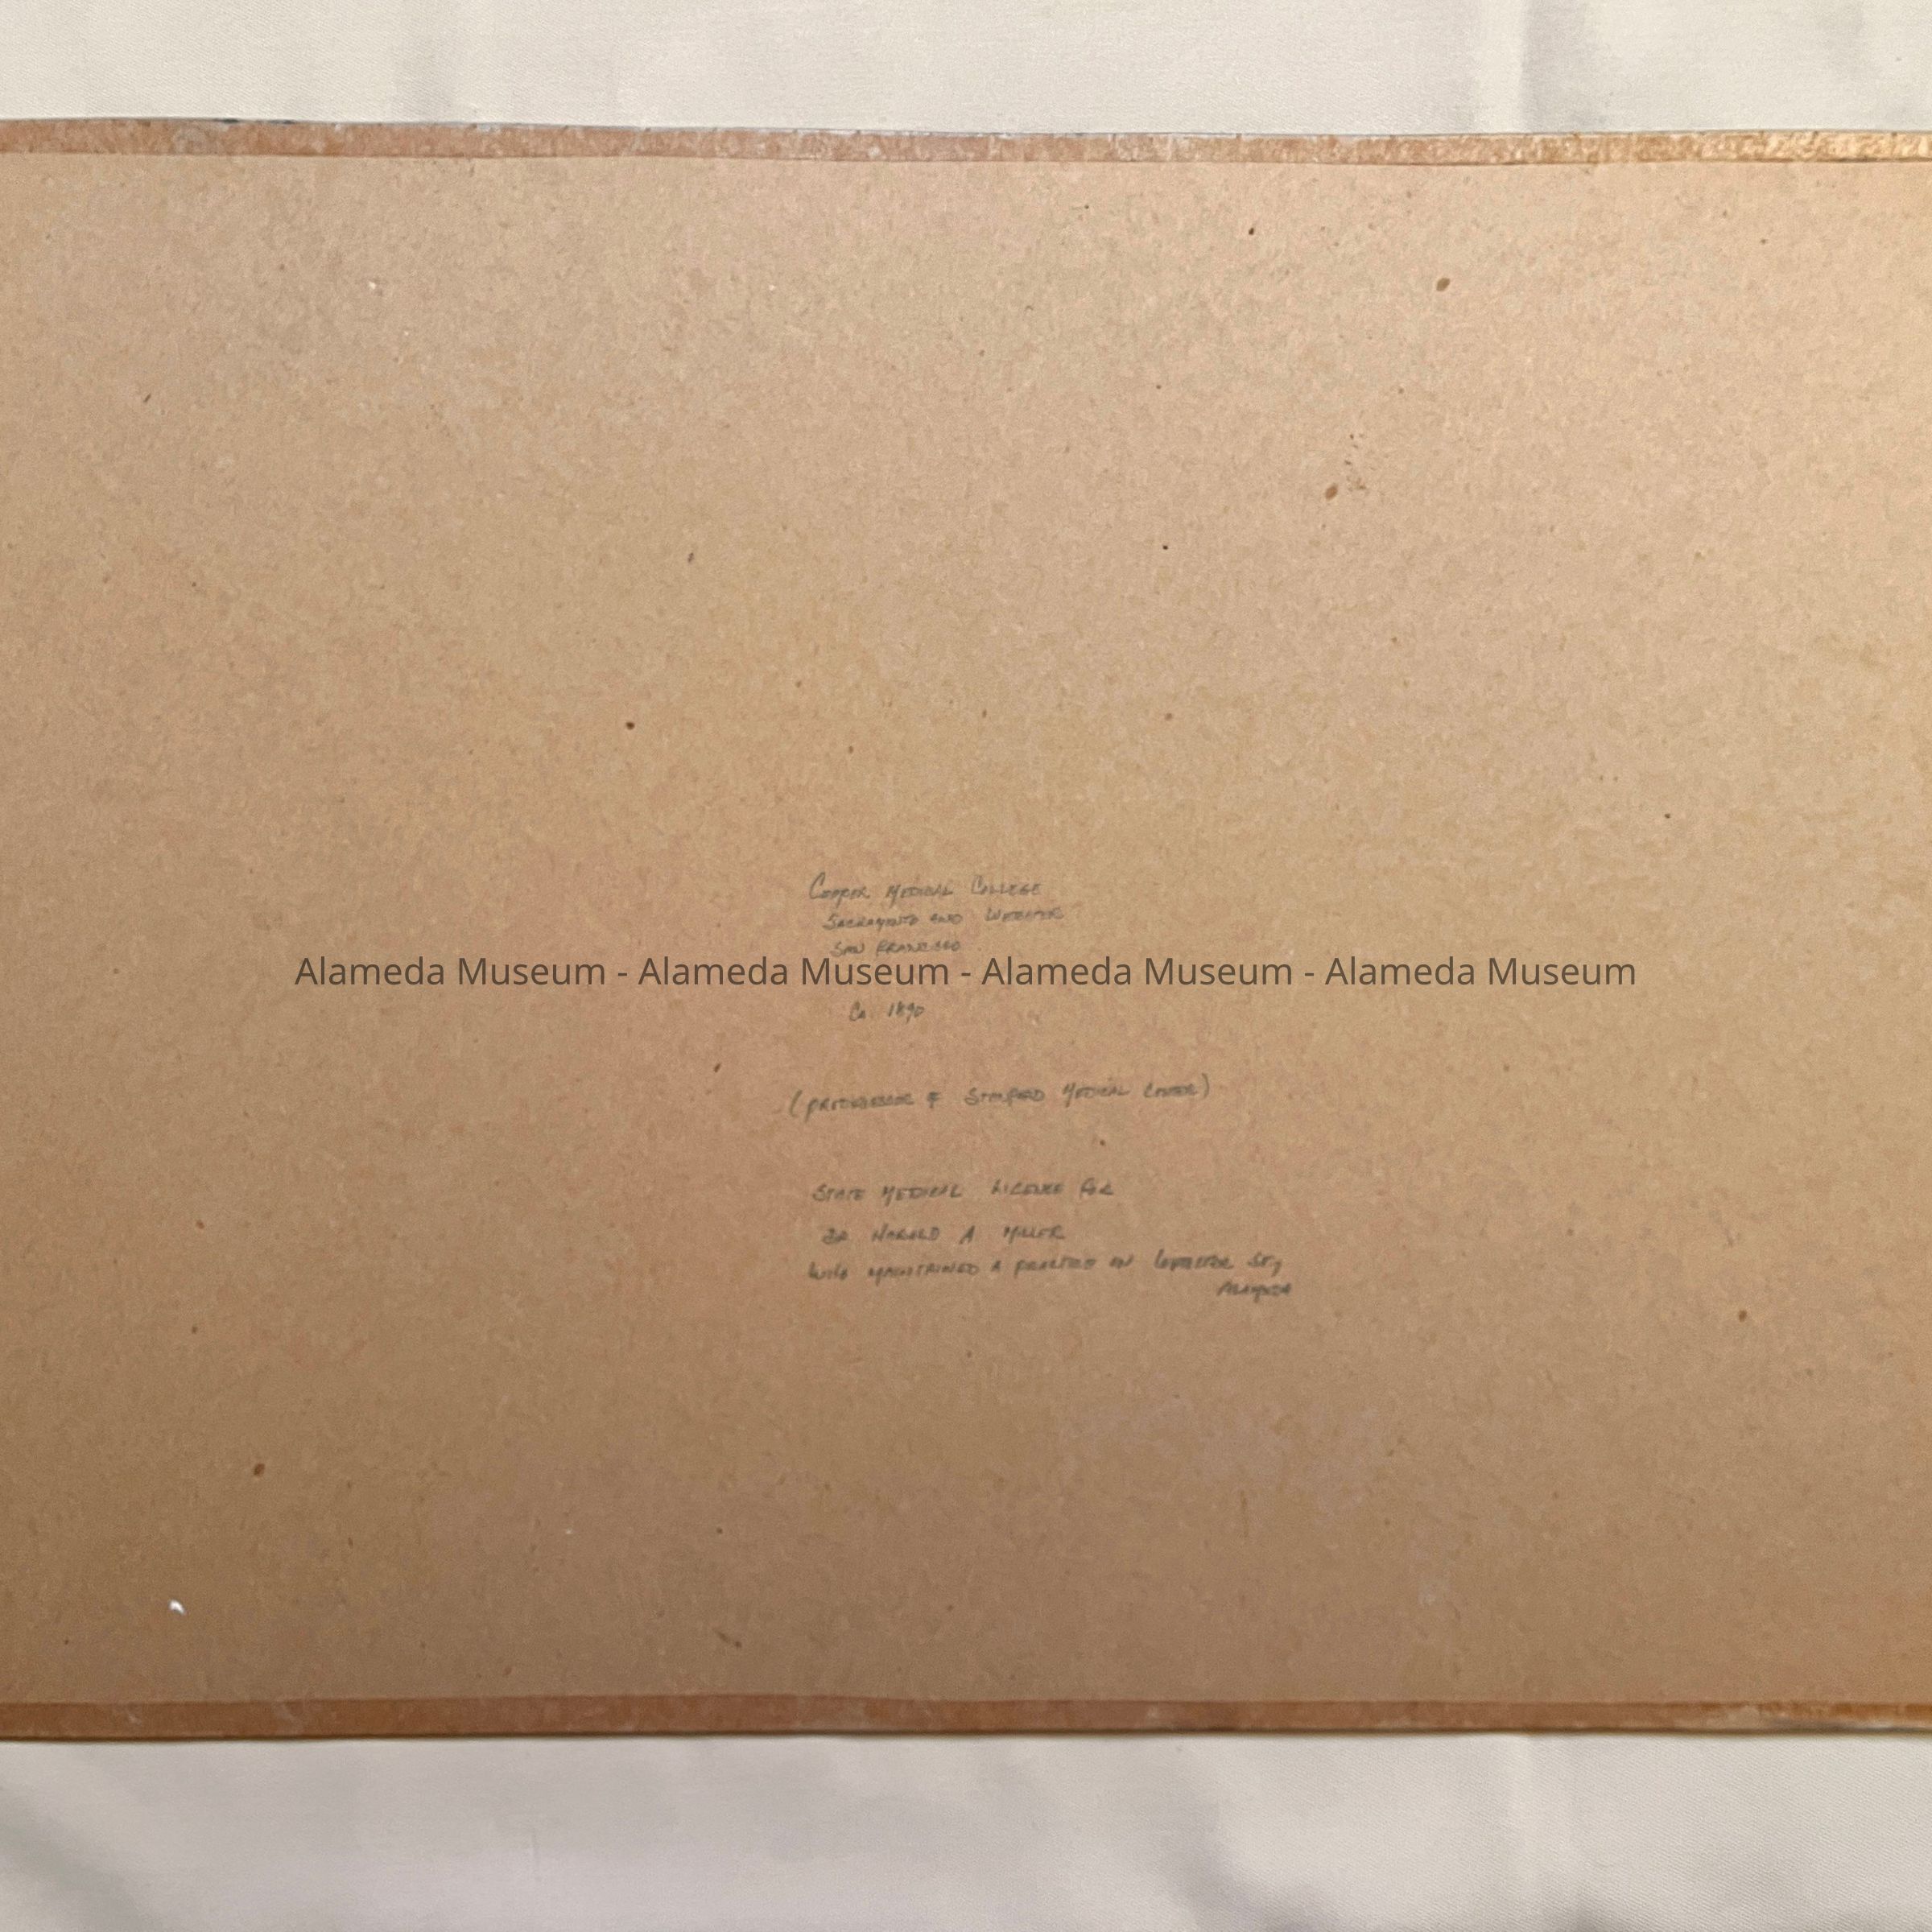 COOPER MEDICAL COLLEGE
SACRAMENTO AND WEBSTER
SAN FRANCISCO
Alameda Museum - Alameda Museum - Alameda Museum - Alameda Museum
Ca. 1890
(PREDECESSOR OF STANFORD MEDICAL CENTER)
STATE MEDICAL LICENSE FOR
DR HAROLD A MILLER
WHO MAINTAINED A PRACTICE ON ST,
ALAMEDA